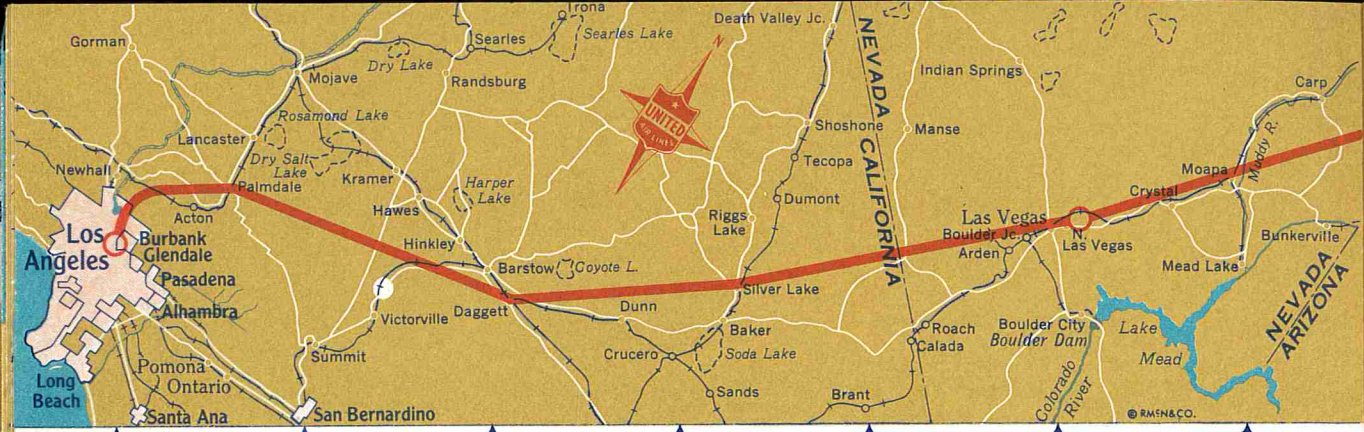 Trona
Death Valley Jc.
Searles
Searles Lake
Gorman
Dry Lake
Mojave
Randsburg
NEVADA
CALIFORNIA
Indian Springs
Carp
N
UNITED
AIR LINES
Rosamond Lake
Lancaster
Shoshone
Manse
Muddy R.
Dry Salt
Lake
Tecopa
Newhall
Kramer
Harper
Lake
Palmdale
Moapa
Crystal
Dumont
Hawes
Acton
Riggs
Lake
Las Vegas
Boulder Jc.
N.
Las Vegas
Arden
Bunkerville
Los
Angeles
Burbank
Glendale
Hinkley
Barstow
Coyote L.
Mead Lake
Pasadena
Silver Lake
NEVADA
ARIZONA
Alhambra
Victorville
Daggett
Dunn
Baker
Roach
Calada
Boulder City
Boulder Dam
Lake
Mead
Summit
Crucero
Soda Lake
Pomona
Ontario
Long
Beach
Sands
Brant
Colorado
River
Santa Ana
San Bernardino
© RMCN&CO.